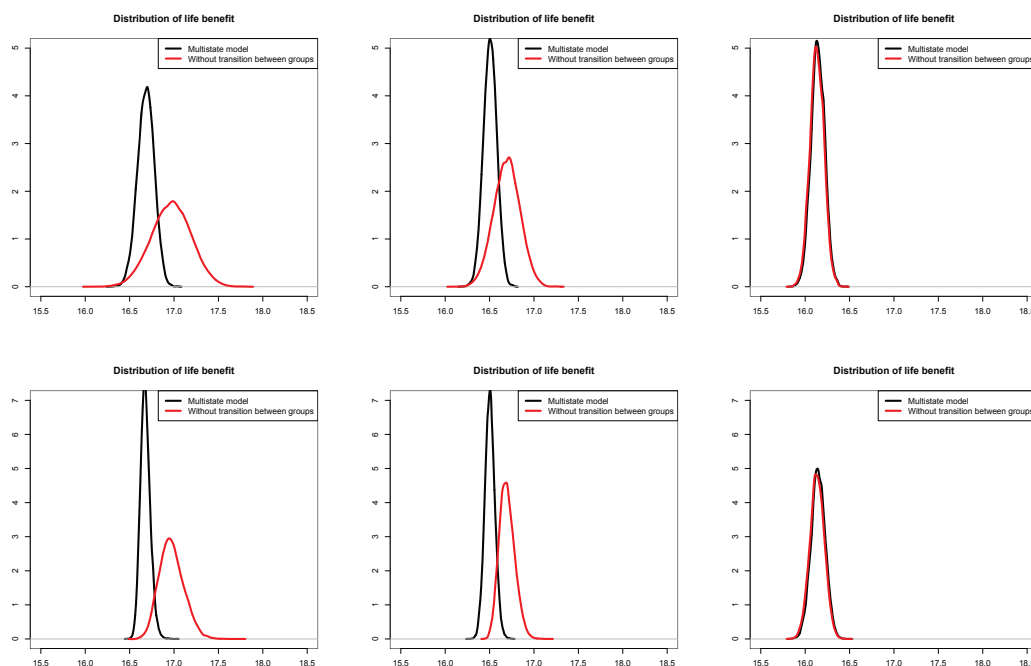 Distribution of life benefit
Multistate model
Without transition between groups
0 1 2 3 4 5
15.5 16.0 16.5 17.0 17.5 18.0 18.5
Distribution of life benefit
Multistate model
Without transition between groups
0 1 2 3 4 5
15.5 16.0 16.5 17.0 17.5 18.0 18.5
Distribution of life benefit
Multistate model
Without transition between groups
0 1 2 3 4 5
15.5 16.0 16.5 17.0 17.5 18.0 18.5
Distribution of life benefit
Multistate model
Without transition between groups
0 1 2 3 4 5 6 7
15.5 16.0 16.5 17.0 17.5 18.0 18.5
Distribution of life benefit
Multistate model
Without transition between groups
0 1 2 3 4 5 6 7
15.5 16.0 16.5 17.0 17.5 18.0 18.5
Distribution of life benefit
Multistate model
Without transition between groups
0 1 2 3 4 5 6 7
15.5 16.0 16.5 17.0 17.5 18.0 18.5